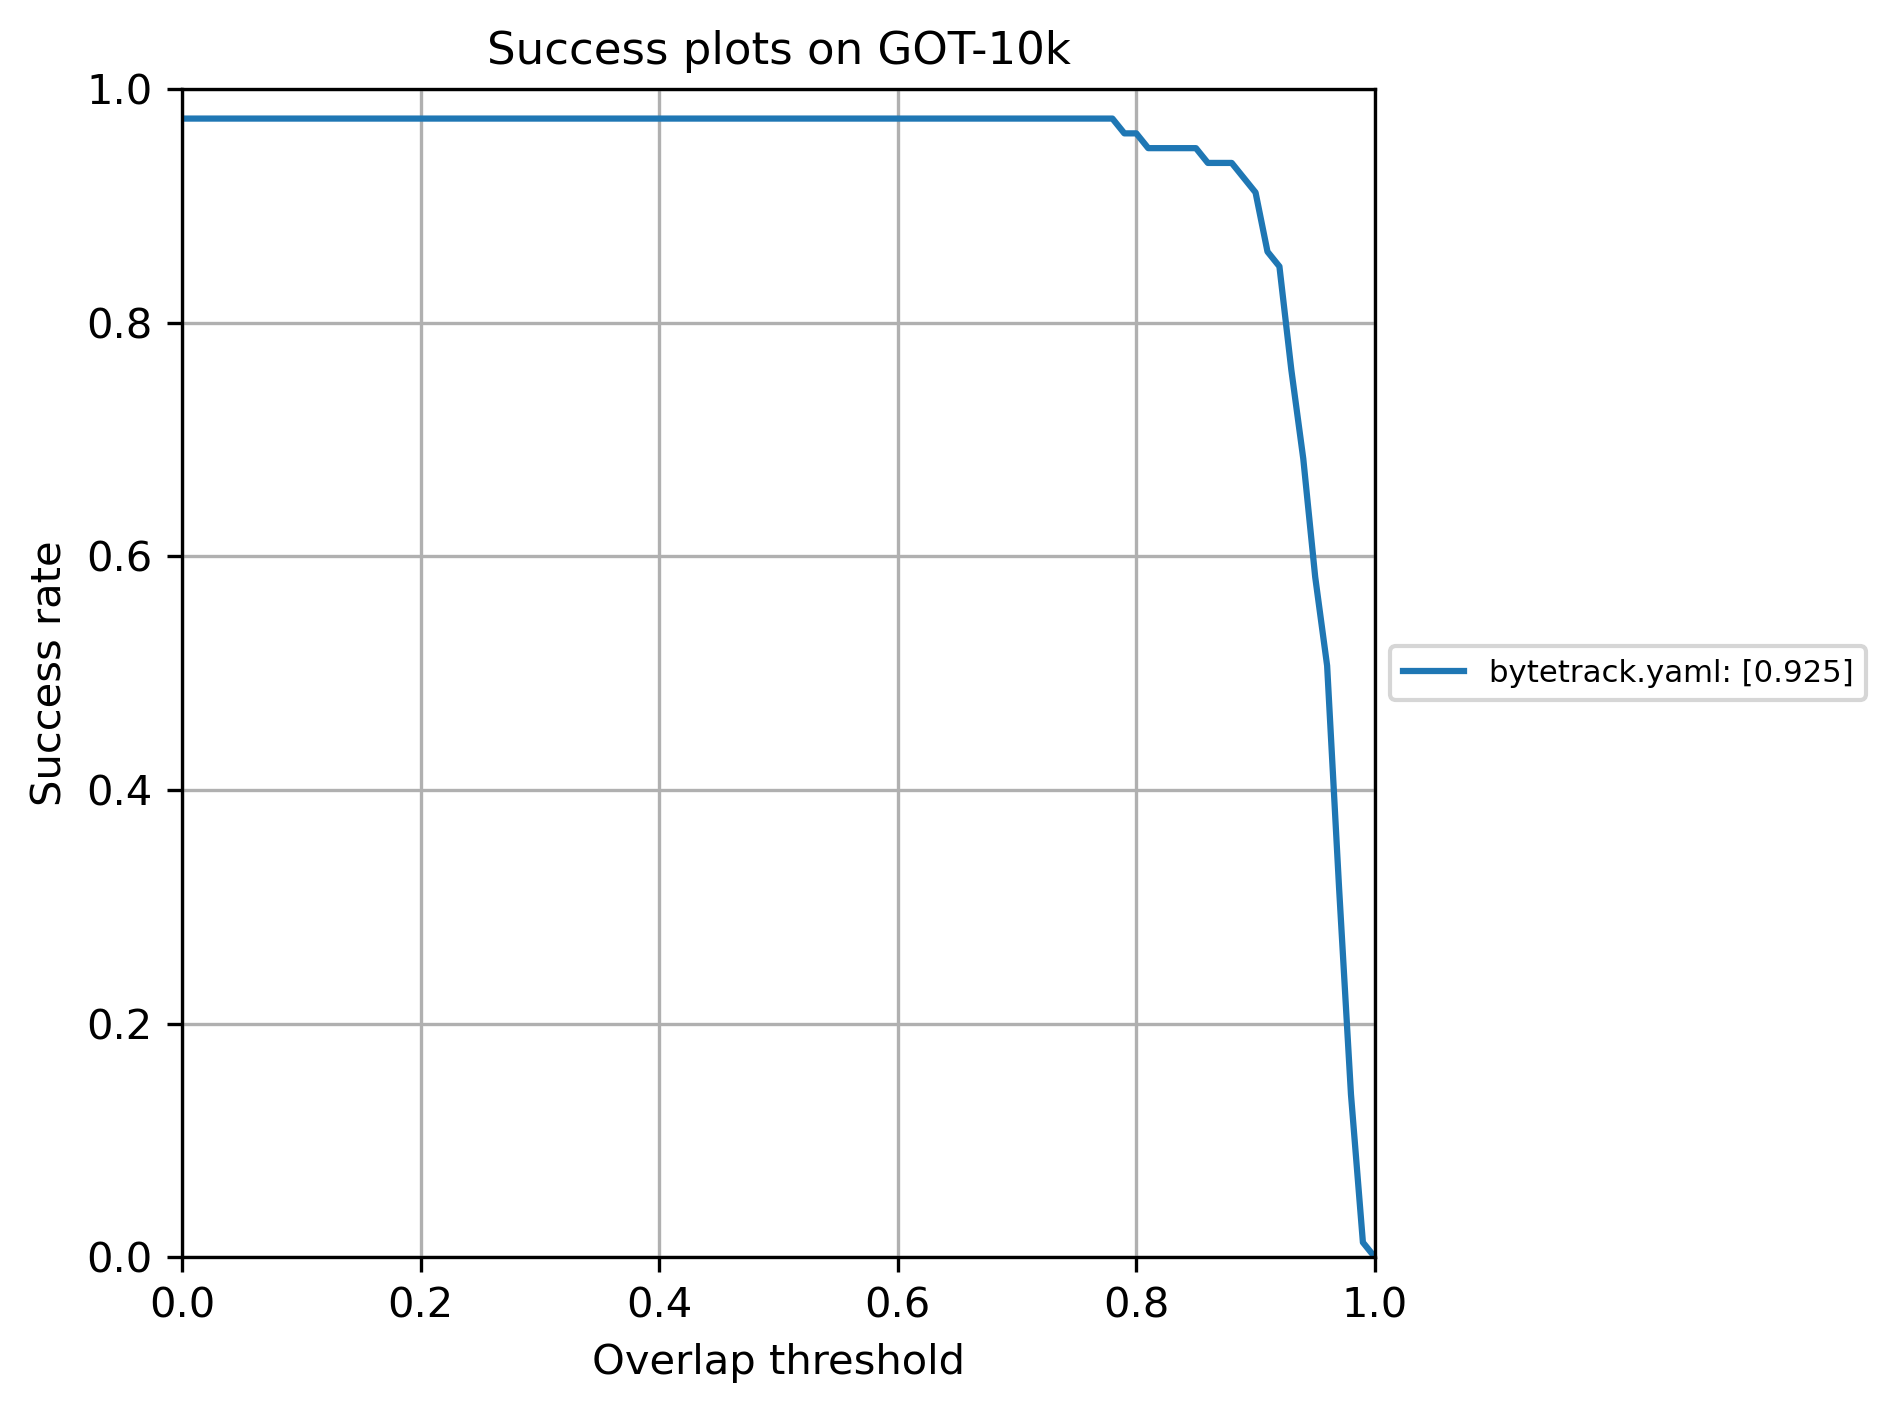 Success plots on GOT-10k
1.0
0.8
0.6
0.4
0.2
0.0
Success rate
0.0 0.2 0.4 0.6 0.8 1.0
Overlap threshold
bytetrack.yaml: [0.925]